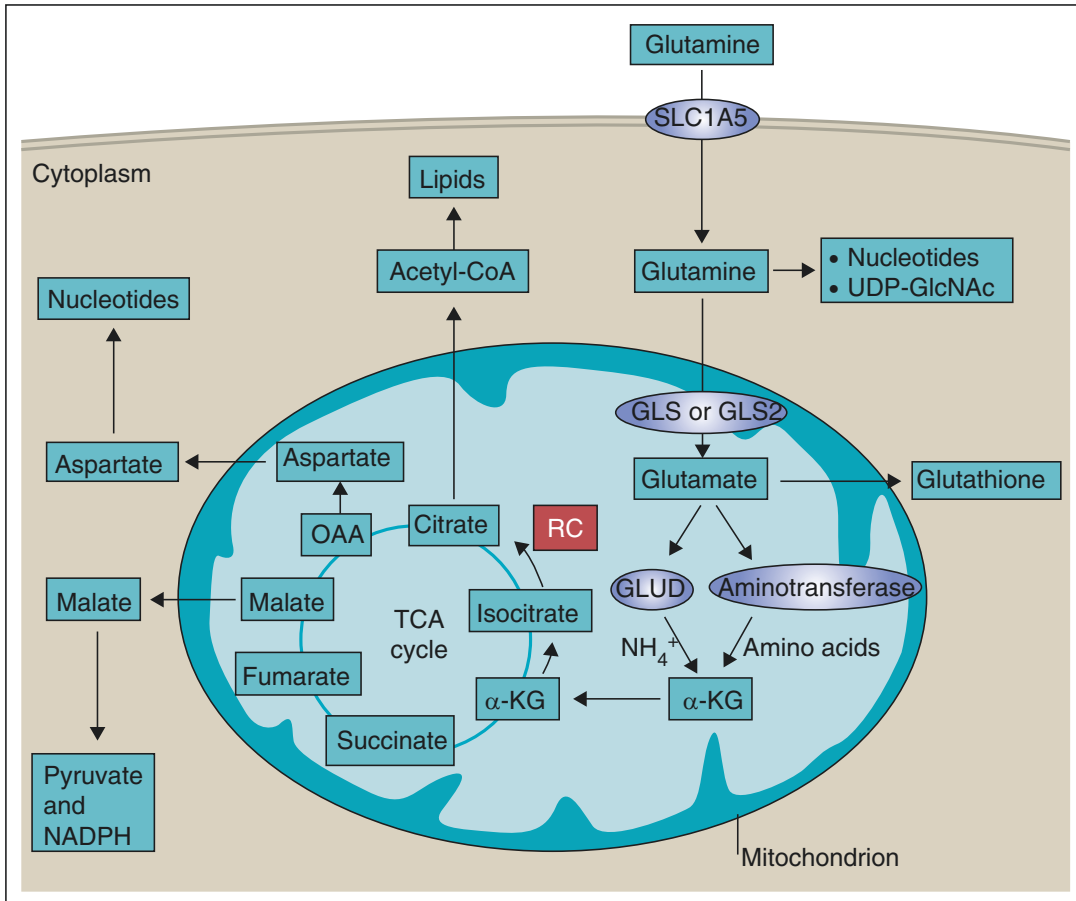 Glutamine
SLC1A5
Cytoplasm
Lipids
Acetyl-CoA
Glutamine
• Nucleotides
• UDP-GlcNAc
Nucleotides
GLS or GLS2
Aspartate
Aspartate
Glutamate
Glutathione
OAA
Citrate
RC
GLUD
Aminotransferase
Malate
Malate
TCA
cycle
Isocitrate
NH₄⁺
Amino acids
Fumarate
α-KG
α-KG
Succinate
Pyruvate
and
NADPH
Mitochondrion